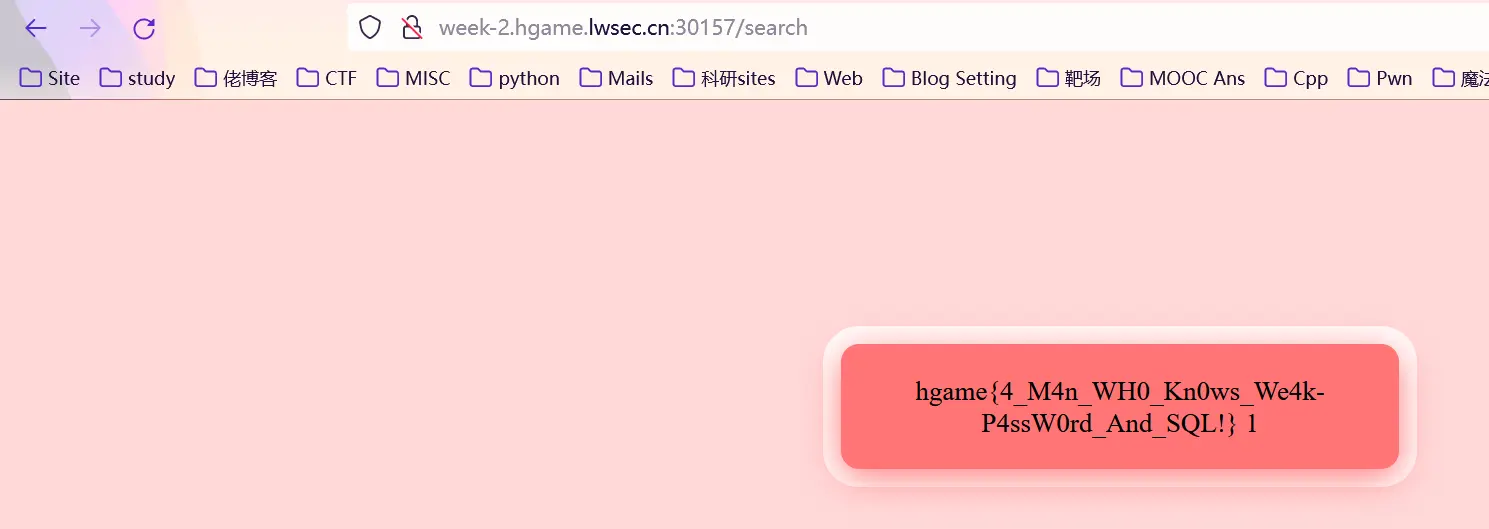 week-2.hgame.lwsec.cn:30157/search
Site study 佬博客 CTF MISC python Mails 科研sites Web Blog Setting 靶场 MOOC Ans Cpp Pwn 魔法
hgame{4_M4n_WH0_Kn0ws_We4k-
P4ssW0rd_And_SQL!} 1